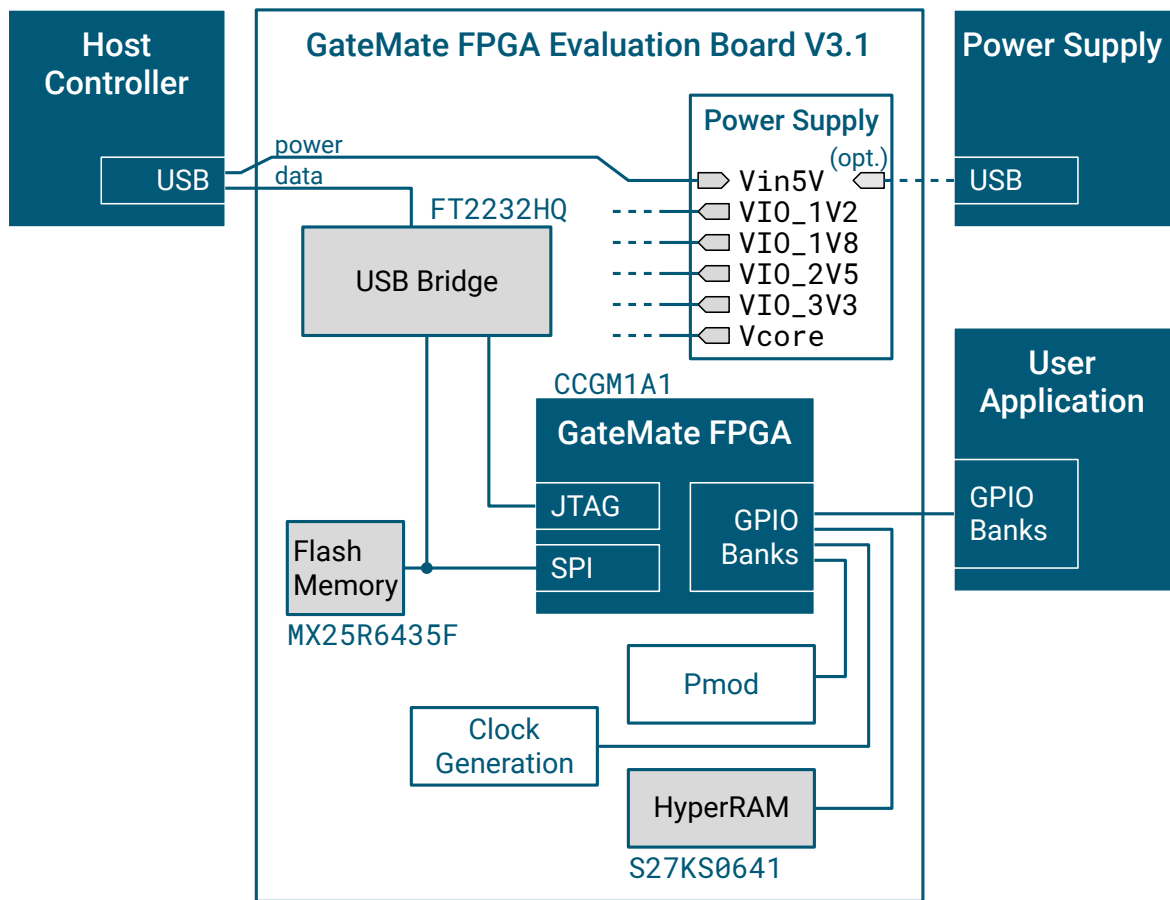 Host
Controller
USB
GateMate FPGA Evaluation Board V3.1
power
data
FT2232HQ
USB Bridge
Power Supply
(opt.)
Vin5V
VIO_1V2
VIO_1V8
VIO_2V5
VIO_3V3
Vcore
Power Supply
USB
CCGM1A1
GateMate FPGA
JTAG
SPI
GPIO
Banks
User
Application
GPIO
Banks
Flash
Memory
MX25R6435F
Pmod
Clock
Generation
HyperRAM
S27KS0641